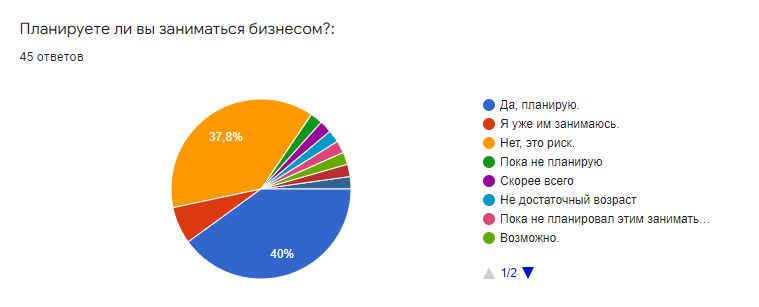 Планируете ли вы заниматься бизнесом?:
45 ответов
37,8%
40%
Да, планирую.
Я уже им занимаюсь.
Нет, это риск.
Пока не планирую
Скорее всего
Не достаточный возраст
Пока не планировал этим занимать…
Возможно.
1/2